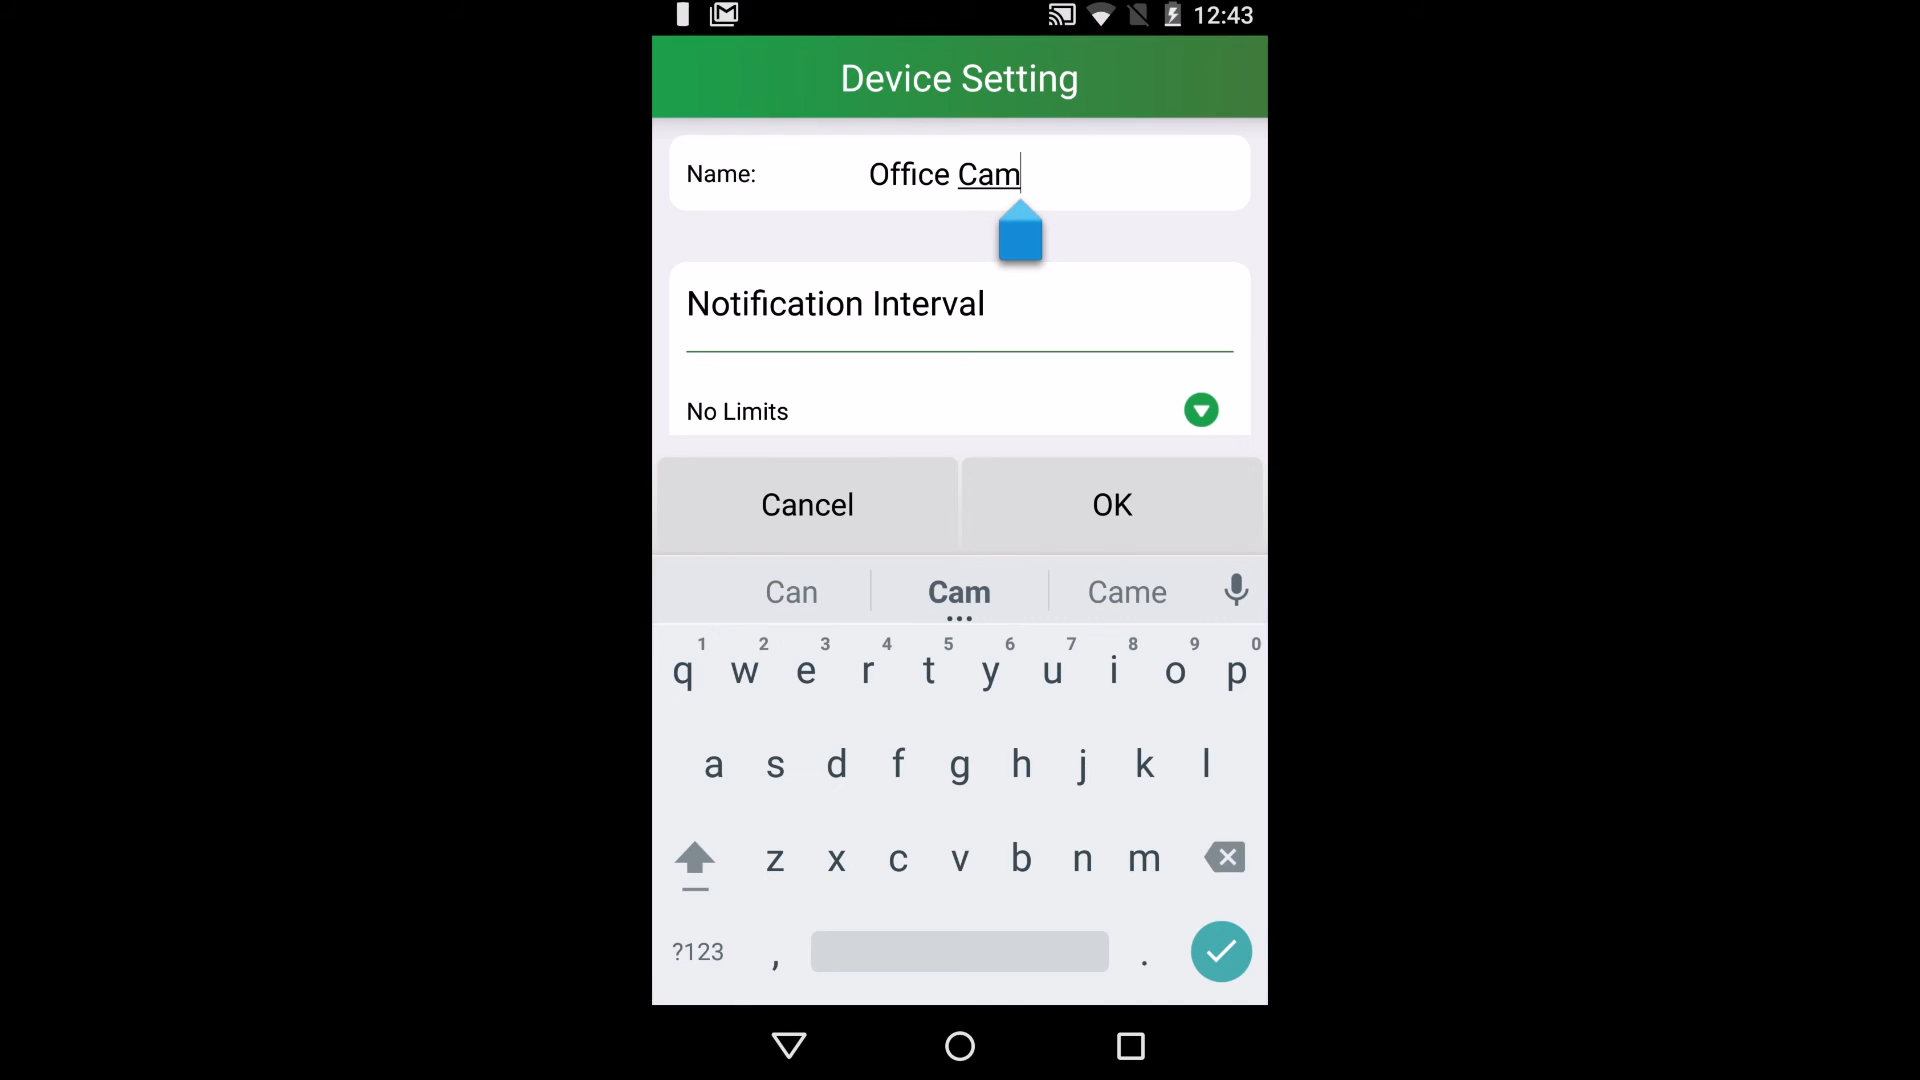 12:43
Device Setting
Name: Office Cam
Notification Interval
No Limits
Cancel OK
Can Cam Came
1 2 3 4 5 6 7 8 9 0
q w e r t y u i o p
a s d f g h j k l
z x c v b n m
?123 , .